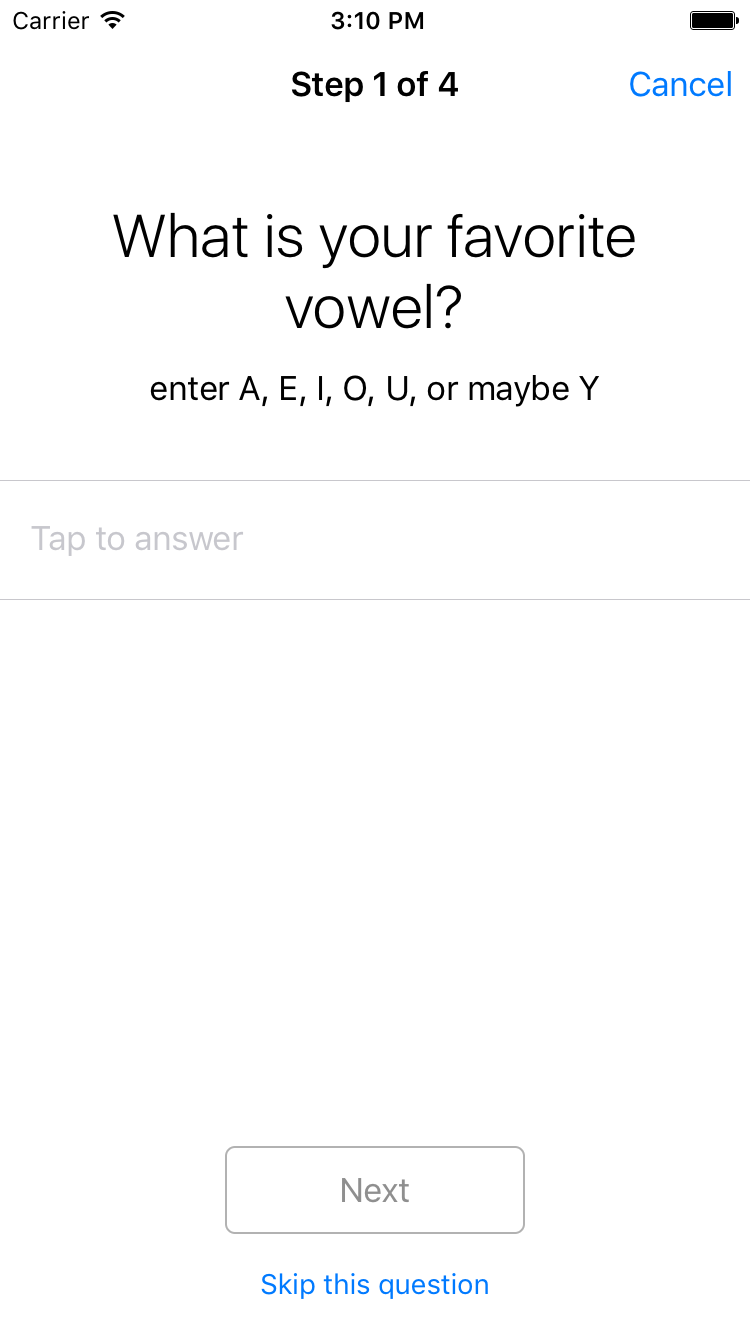 Carrier 3:10 PM
Step 1 of 4 Cancel
What is your favorite
vowel?
enter A, E, I, O, U, or maybe Y
Tap to answer
Next
Skip this question